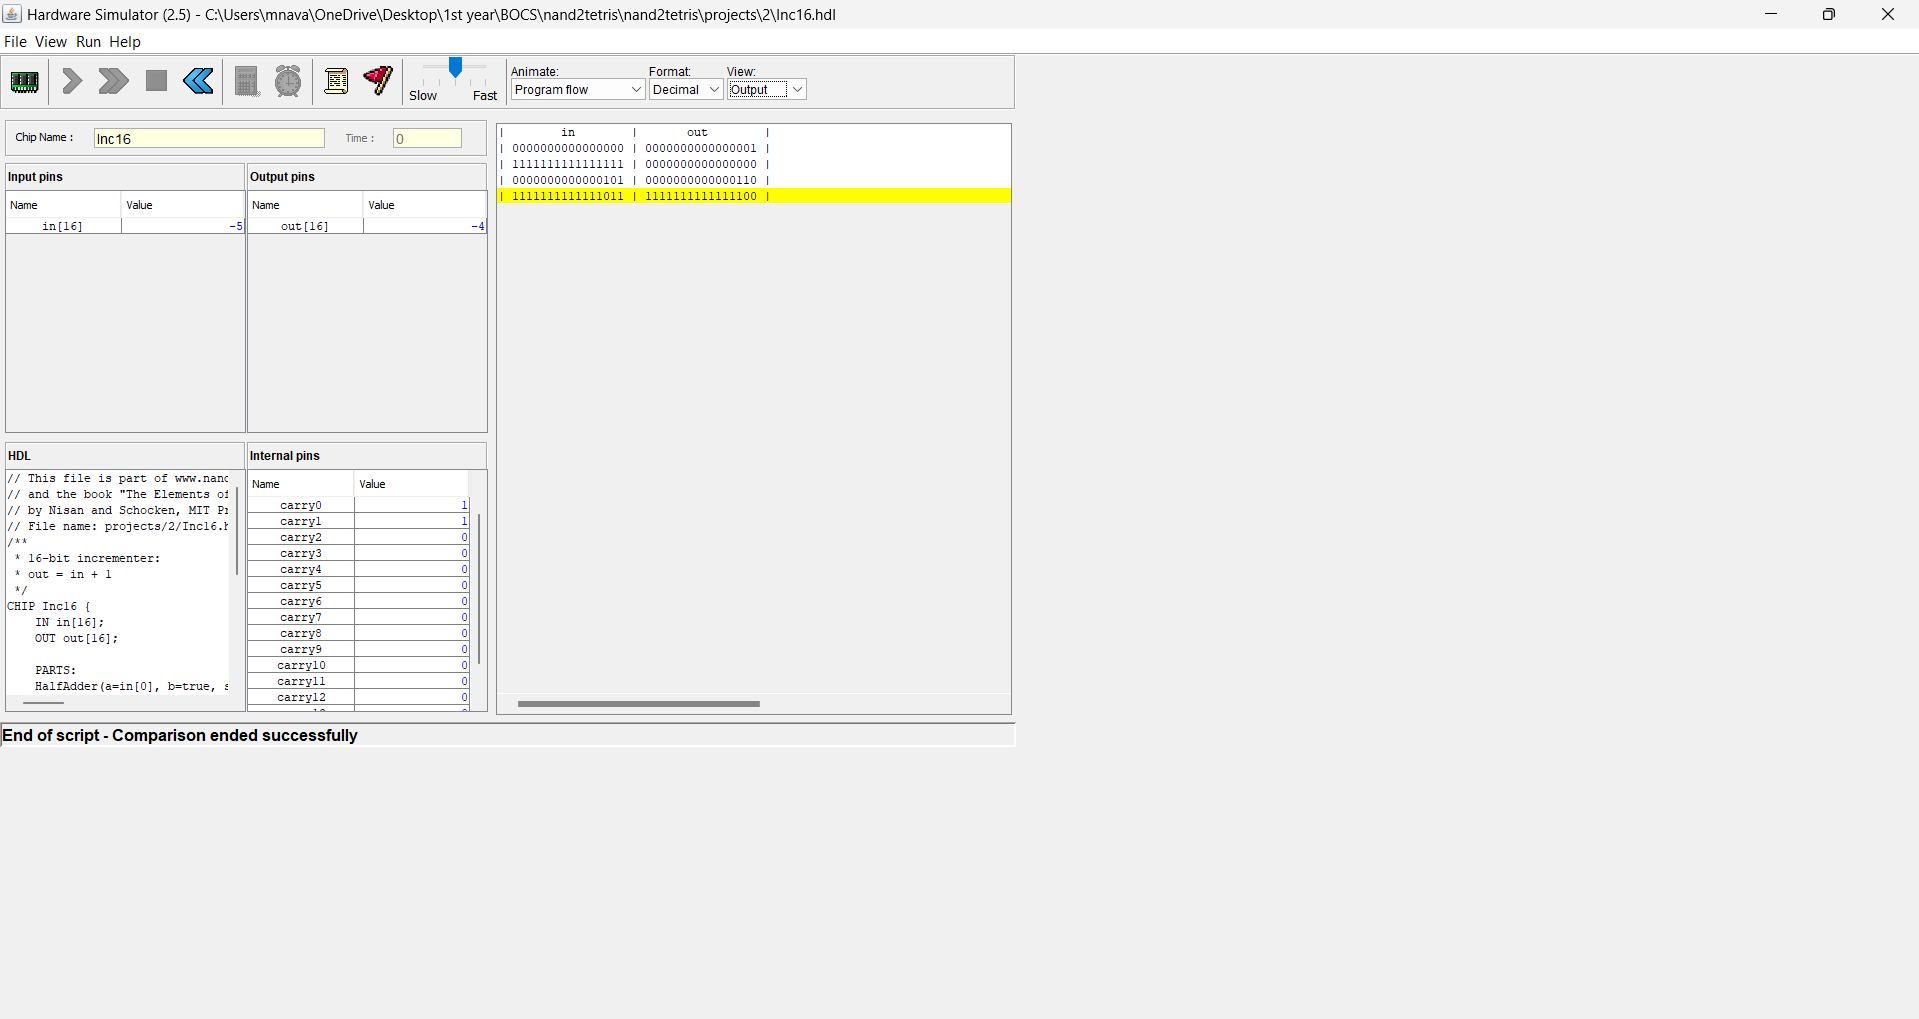 Hardware Simulator (2.5) - C:\Users\mnava\OneDrive\Desktop\1st year\BOCS\nand2tetris\nand2tetris\projects\2\Inc16.hdl
File View Run Help
Slow Fast
Animate: Format: View:
Program flow Decimal Output
Chip Name : Inc16 Time : 0
Input pins
Name Value
in[16] -5
Output pins
Name Value
out[16] -4
HDL
// This file is part of www.nanc
// and the book "The Elements of
// by Nisan and Schocken, MIT Pr
// File name: projects/2/Inc16.h
/**
* 16-bit incrementer:
* out = in + 1
*/
CHIP Inc16 {
IN in[16];
OUT out[16];
PARTS:
HalfAdder(a=in[0], b=true, s
Internal pins
Name Value
carry0 1
carry1 1
carry2 0
carry3 0
carry4 0
carry5 0
carry6 0
carry7 0
carry8 0
carry9 0
carry10 0
carry11 0
carry12 0
| in | out |
| 0000000000000000 | 0000000000000001 |
| 1111111111111111 | 0000000000000000 |
| 0000000000000101 | 0000000000000110 |
| 1111111111111011 | 1111111111111100 |
End of script - Comparison ended successfully